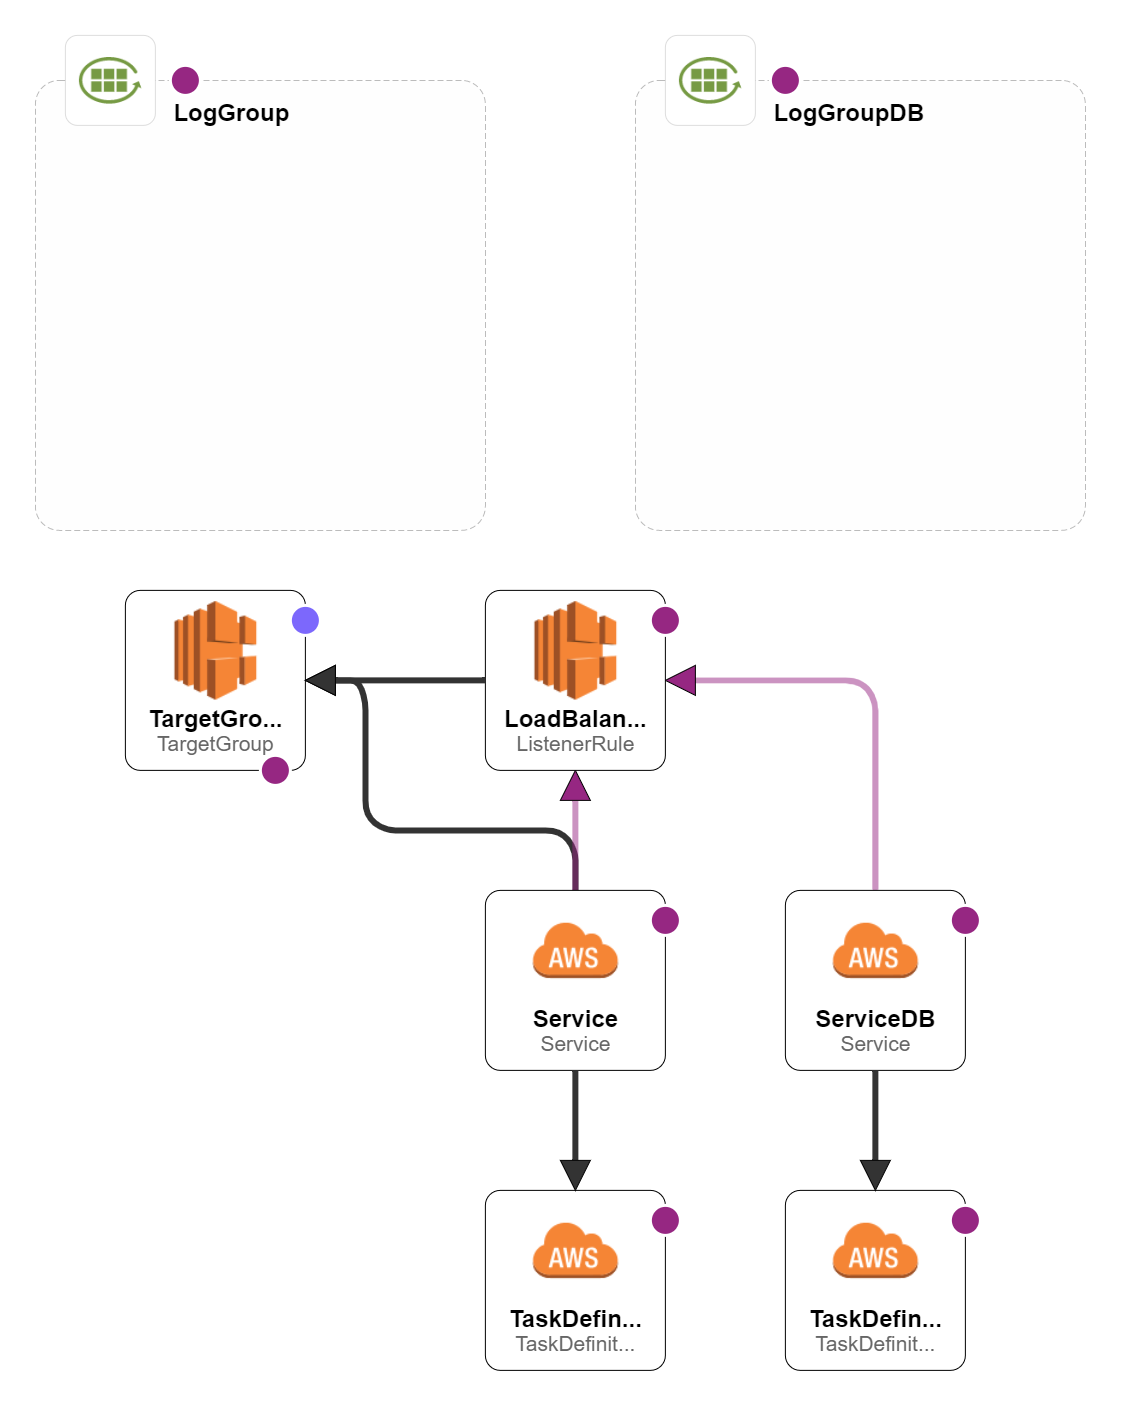 LogGroup
LogGroupDB
TargetGro...
TargetGroup
LoadBalan...
ListenerRule
AWS
Service
Service
AWS
ServiceDB
Service
AWS
TaskDefin...
TaskDefinit...
AWS
TaskDefin...
TaskDefinit...